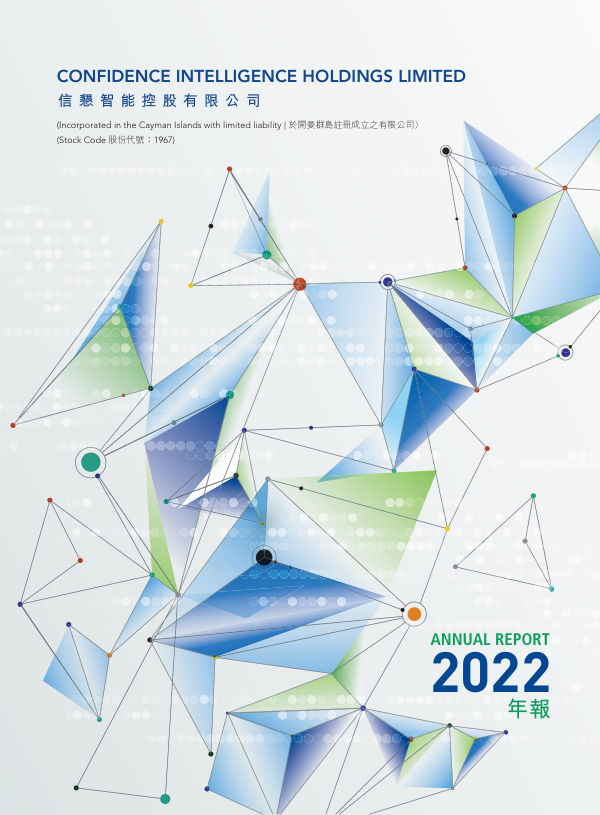 CONFIDENCE INTELLIGENCE HOLDINGS LIMITED
信懇智能控股有限公司
(Incorporated in the Cayman Islands with limited liability | 於開曼群島註冊成立之有限公司)
(Stock Code 股份代號：1967)
ANNUAL REPORT
2022
年報